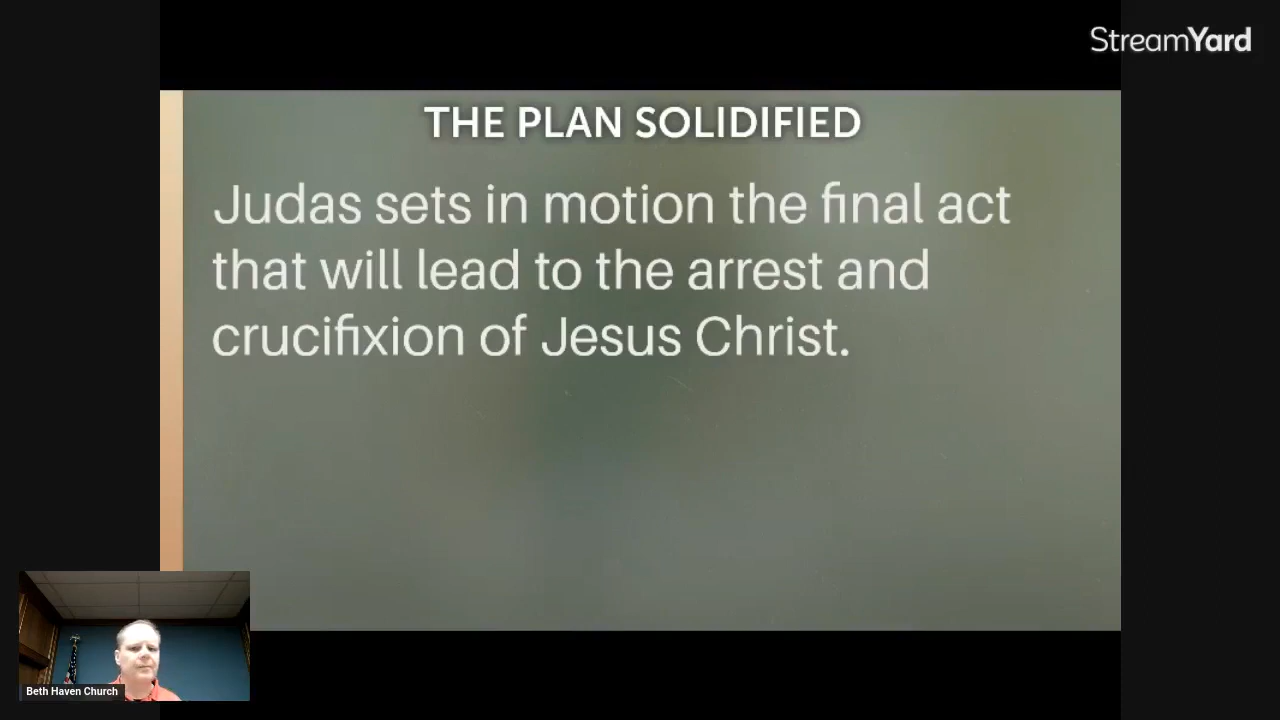 StreamYard
THE PLAN SOLIDIFIED
Judas sets in motion the final act
that will lead to the arrest and
crucifixion of Jesus Christ.
Beth Haven Church